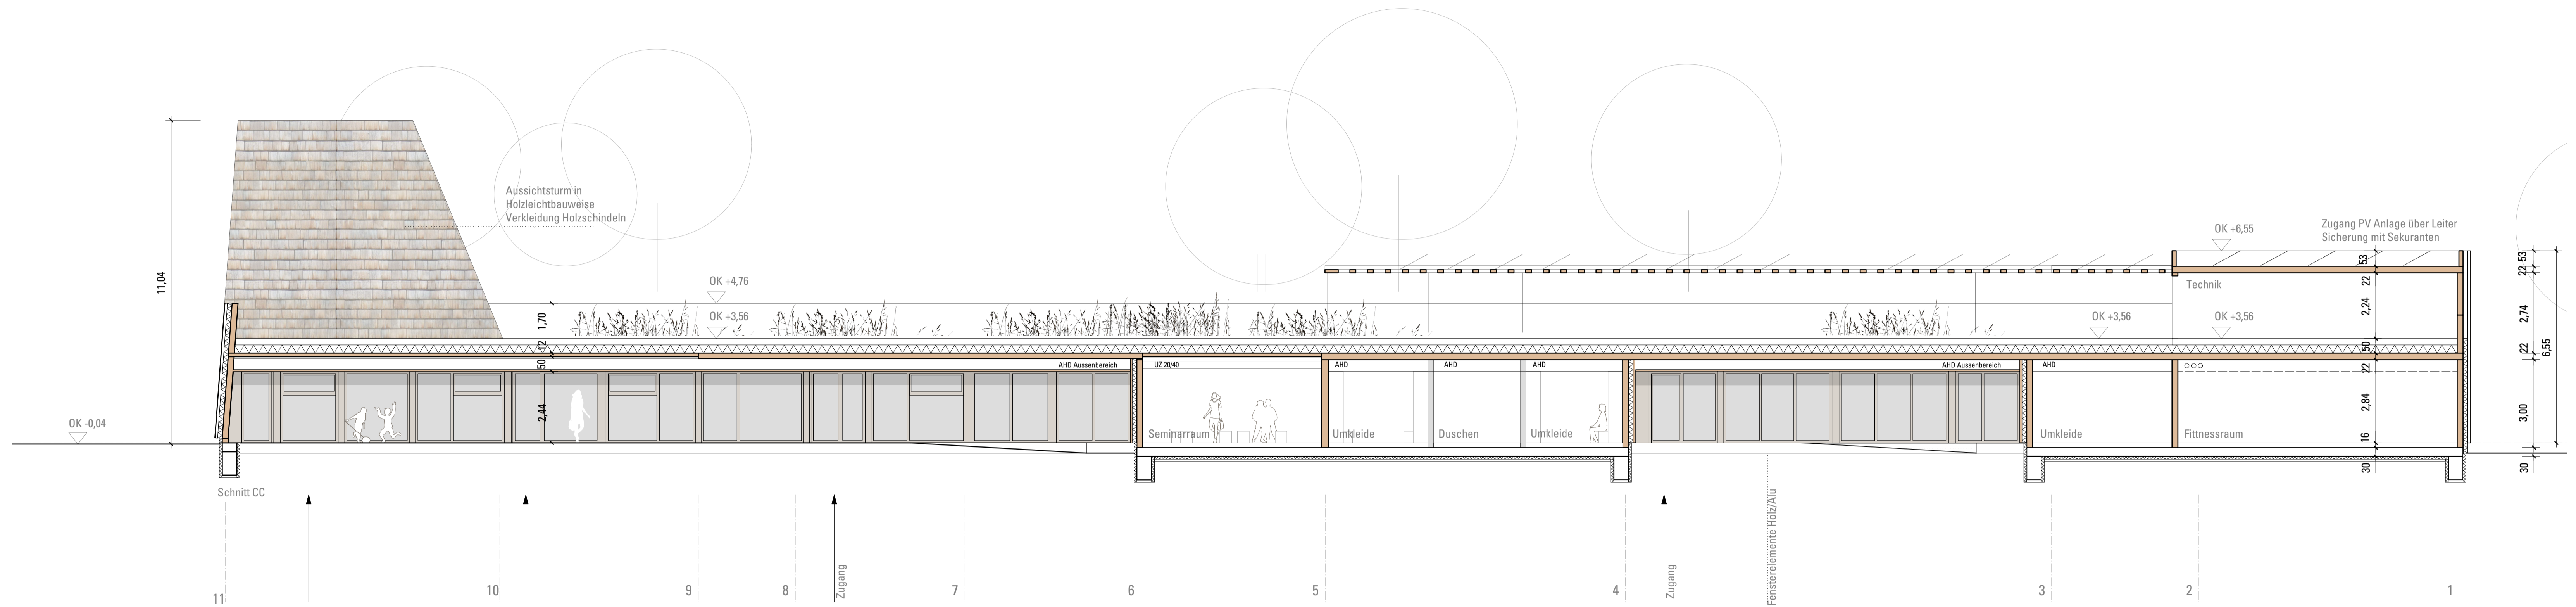 11,04
OK -0,04
Aussichtsturm in
Holzleichtbauweise
Verkleidung Holzschindeln
OK +4,76
OK +3,56
1,70
12
50
2,44
AHD Aussenbereich
UZ 20/40
AHD
AHD
AHD
AHD Aussenbereich
AHD
Seminarraum
Umkleide
Duschen
Umkleide
Umkleide
Fittnessraum
Technik
OK +3,56
OK +3,56
OK +6,55
Zugang PV Anlage über Leiter
Sicherung mit Sekuranten
53
22
2,24
50
22
2,84
16
30
53
22
2,74
22
3,00
30
6,55
Schnitt CC
Zugang
Zugang
Fensterelemente Holz/Alu
11
10
9
8
7
6
5
4
3
2
1